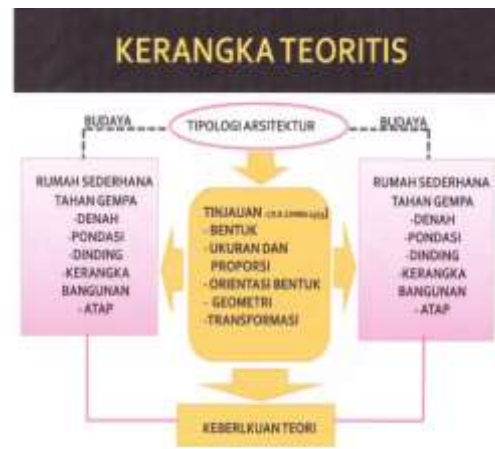 KERANGKA TEORITIS
BUDAYA
TIPOLOGI ARSITEKTUR
BUDAYA
RUMAH SEDERHANA
TAHAN GEMPA
-DENAH
-PONDASI
-DINDING
-KERANGKA
BANGUNAN
- ATAP
TINJAUAN
- BENTUK
- UKURAN DAN
PROPORSI
- ORIENTASI BENTUK
- GEOMETRI
-TRANSFORMASI
RUMAH SEDERHANA
TAHAN GEMPA
-DENAH
-PONDASI
-DINDING
-KERANGKA
BANGUNAN
- ATAP
KEBERLKUAN TEORI